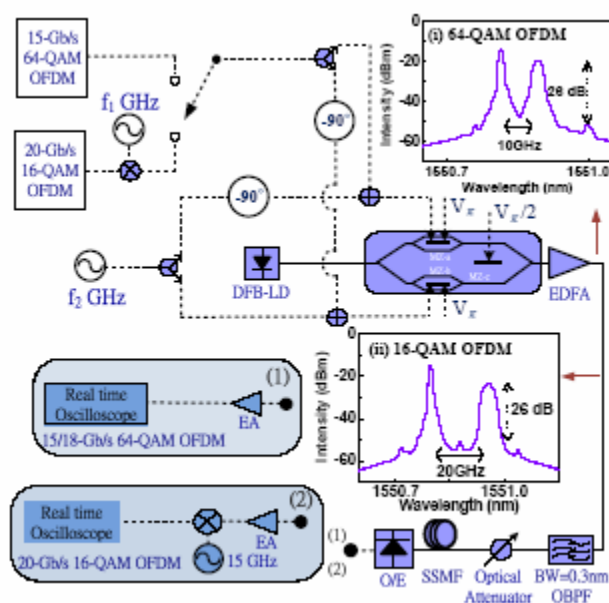 15-Gb/s
64-QAM
OFDM
f₁ GHz
20-Gb/s
16-QAM
OFDM
-90°
-90°
f₂ GHz
DFB-LD
MZ-a
MZ-b
MZ-c
Vπ
Vπ/2
Vπ
EDFA
(i) 64-QAM OFDM
Intensity (dBm)
0
-20
-40
-60
26 dB
10GHz
1550.7
1551.0
Wavelength (nm)
(ii) 16-QAM OFDM
Intensity (dBm)
0
-20
-40
-60
26 dB
20GHz
1550.7
1551.0
Wavelength (nm)
(1)
Real time
Oscilloscope
EA
15/18-Gb/s 64-QAM OFDM
(2)
Real time
Oscilloscope
EA
20-Gb/s 16-QAM OFDM
15 GHz
(1)
(2)
O/E
SSMF
Optical
Attenuator
BW=0.3nm
OBPF